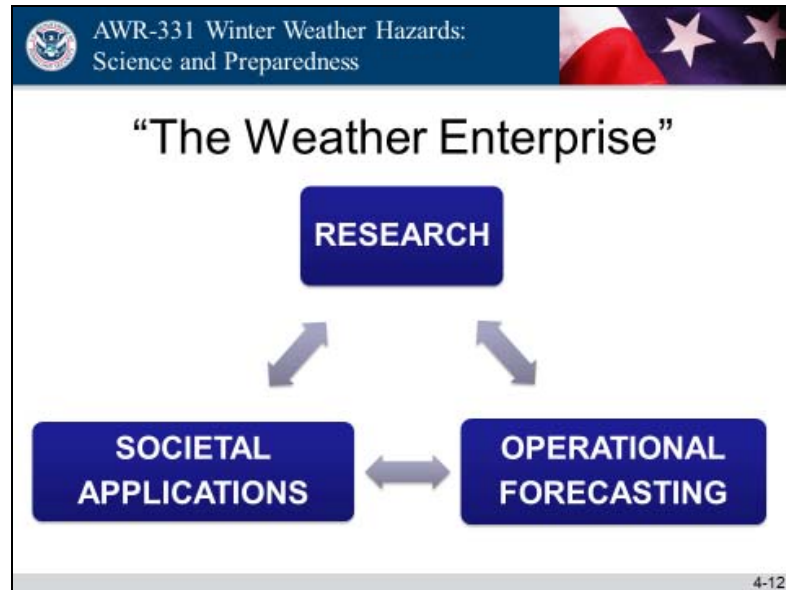 AWR-331 Winter Weather Hazards:
Science and Preparedness
“The Weather Enterprise”
RESEARCH
SOCIETAL
APPLICATIONS
OPERATIONAL
FORECASTING
4-12